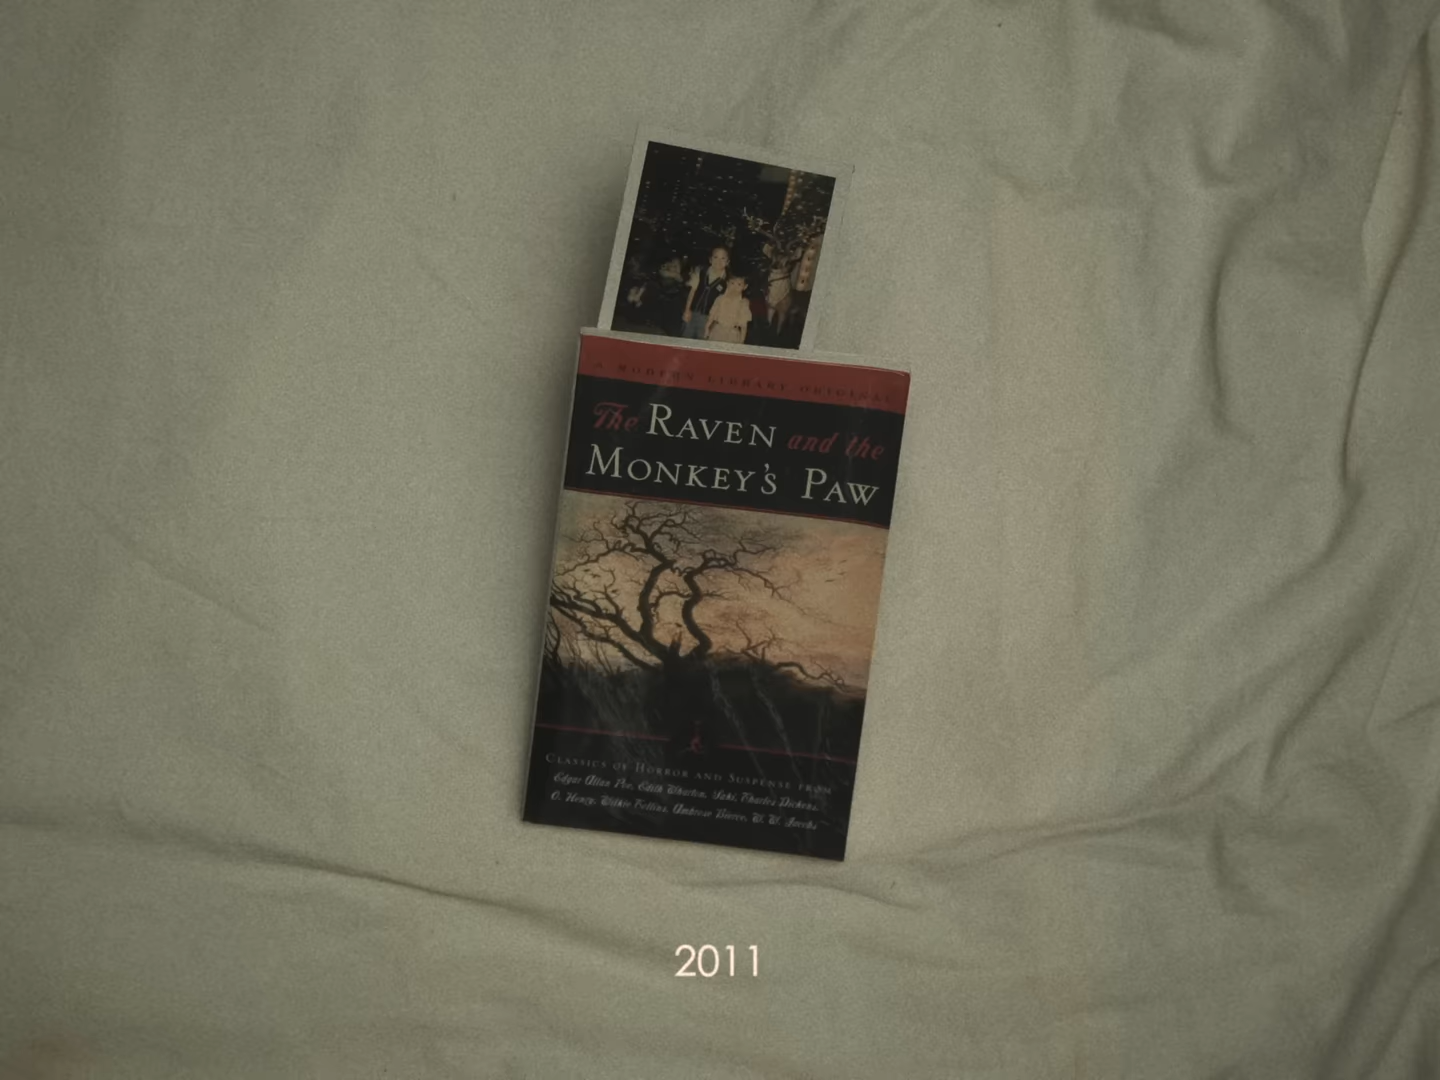 A MODERN LIBRARY ORIGINAL
The RAVEN and the
MONKEY'S PAW
CLASSICS OF HORROR AND SUSPENSE FROM
Edgar Allan Poe, Edith Wharton, Saki, Charles Dickens,
O. Henry, Wilkie Collins, Ambrose Bierce, W. W. Jacobs
2011